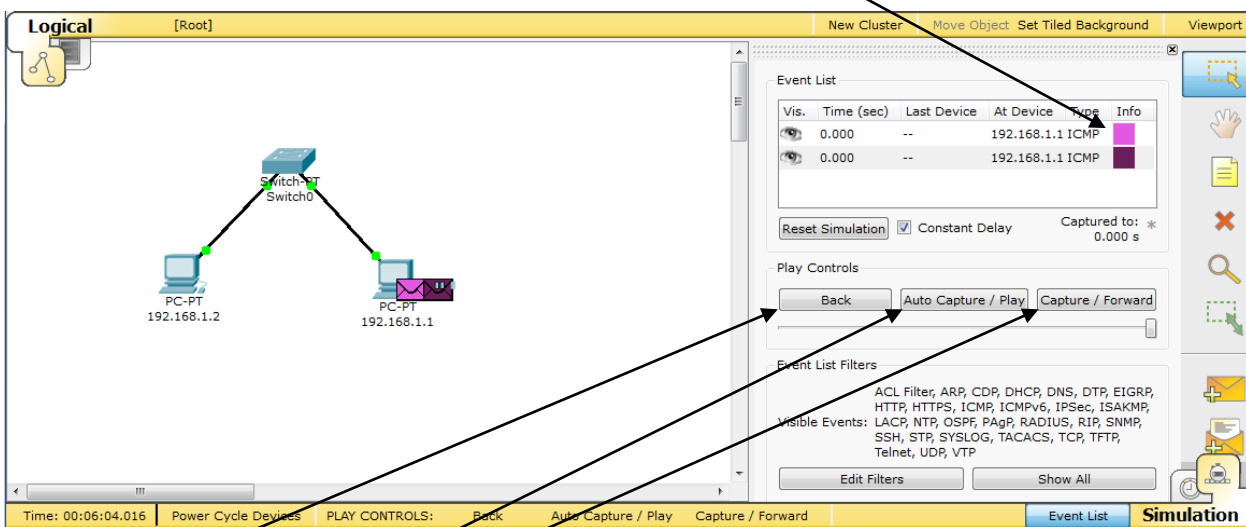 Logical [Root] New Cluster Move Object Set Tiled Background Viewport
Event List
Vis. Time (sec) Last Device At Device Type Info
0.000 -- 192.168.1.1 ICMP
0.000 -- 192.168.1.1 ICMP
Switch-PT
Switch0
Reset Simulation Constant Delay Captured to: *
0.000 s
Play Controls
Back Auto Capture / Play Capture / Forward
PC-PT
192.168.1.2
PC-PT
192.168.1.1
Event List Filters
ACL Filter, ARP, CDP, DHCP, DNS, DTP, EIGRP,
HTTP, HTTPS, ICMP, ICMPv6, IPSec, ISAKMP,
Visible Events: LACP, NTP, OSPF, PAgP, RADIUS, RIP, SNMP,
SSH, STP, SYSLOG, TACACS, TCP, TFTP,
Telnet, UDP, VTP
Edit Filters Show All
Time: 00:06:04.016 Power Cycle Devices PLAY CONTROLS: Back Auto Capture / Play Capture / Forward Event List Simulation